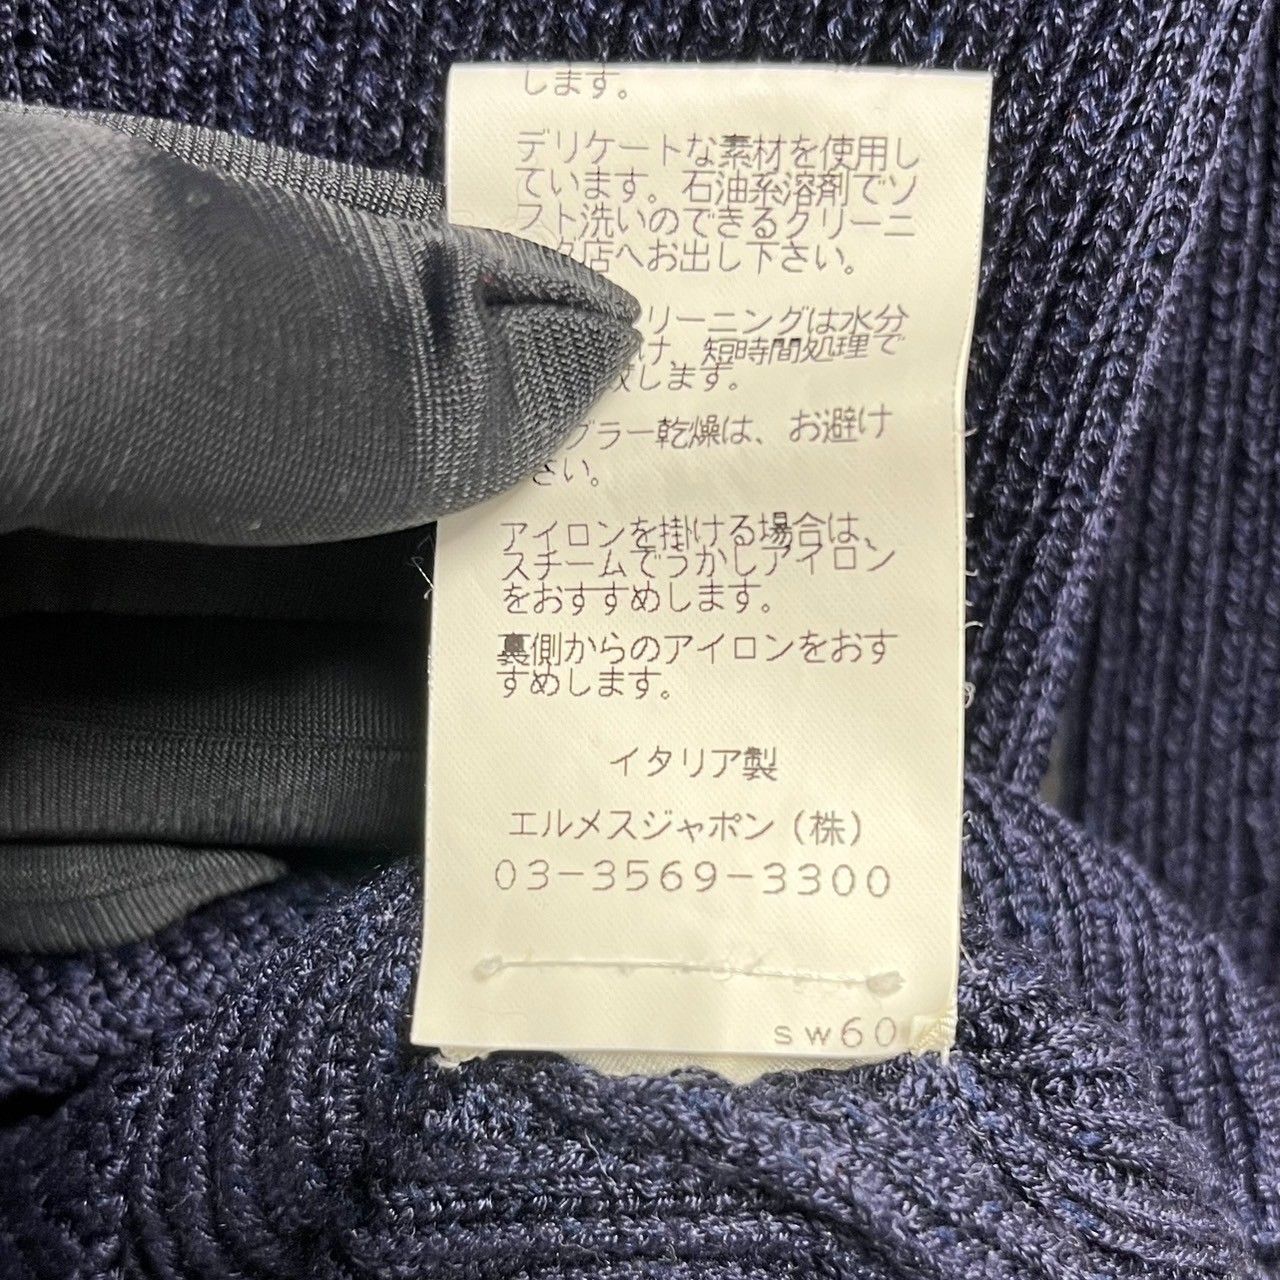 します。
デリケートな素材を使用し
ています。石油系溶剤でソ
フト洗いのできるクリーニ
グ店へお出し下さい。
リーニングは水分
け、短時間処理で
します。
ブラー乾燥は、お避け
さい。
アイロンを掛ける場合は、
スチームでうかしアイロン
をおすすめします。
裏側からのアイロンをおす
すめします。
イタリア製
エルメスジャポン(株)
03-3569-3300
sw60